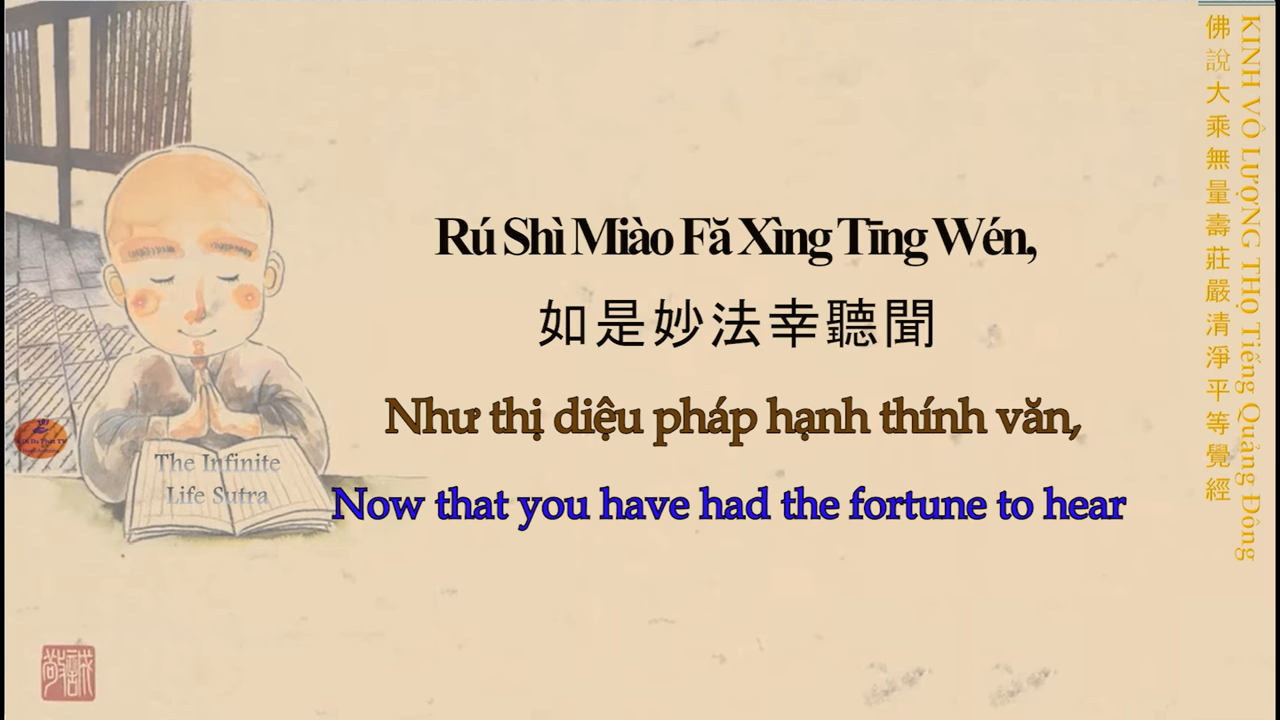 Rú Shì Miào Fǎ Xìng Tīng Wén,
如是妙法幸聽聞
Như thị diệu pháp hạnh thính văn,
Now that you have had the fortune to hear
The Infinite
Life Sutra
KINH VÔ LƯỢNG THỌ Tiếng Quảng Đông
佛說大乘無量壽莊嚴清淨平等覺經